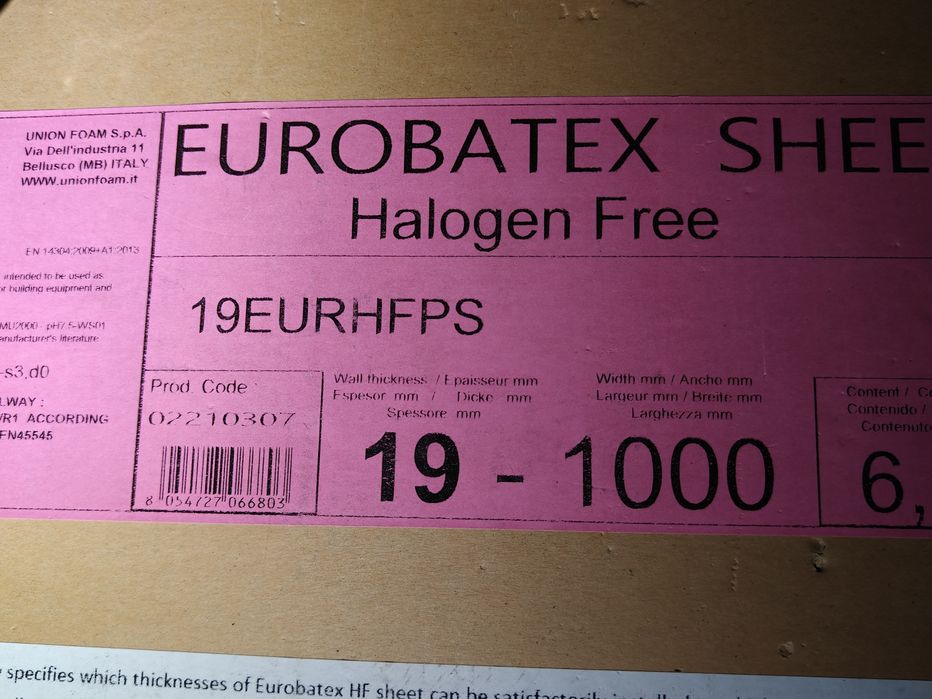 UNION FOAM S.p.A.
Via Dell'industria 11
Bellusco (MB) ITALY
WWW.unionfoam.it
EN 14304:2009+A1:2013
intended to be used as
or building equipment and
MU2000 - pH7.5-WS01
anufacturer's literature
-s3,d0
LWAY :
/R1 ACCORDING
EN45545
EUROBATEX SHEE
Halogen Free
19EURHFPS
Prod. Code
02210307
8 054727 066803
Wall thickness / Epaisseur mm
Espesor mm / Dicke mm
Spessore mm
Width mm / Ancho mm
Largeur mm / Breite mm
Larghezza mm
19 - 1000
Content / C
Contenido /
Contenuto
6,
y specifies which thicknesses of Eurobatex HF sheet can be satisfactorily